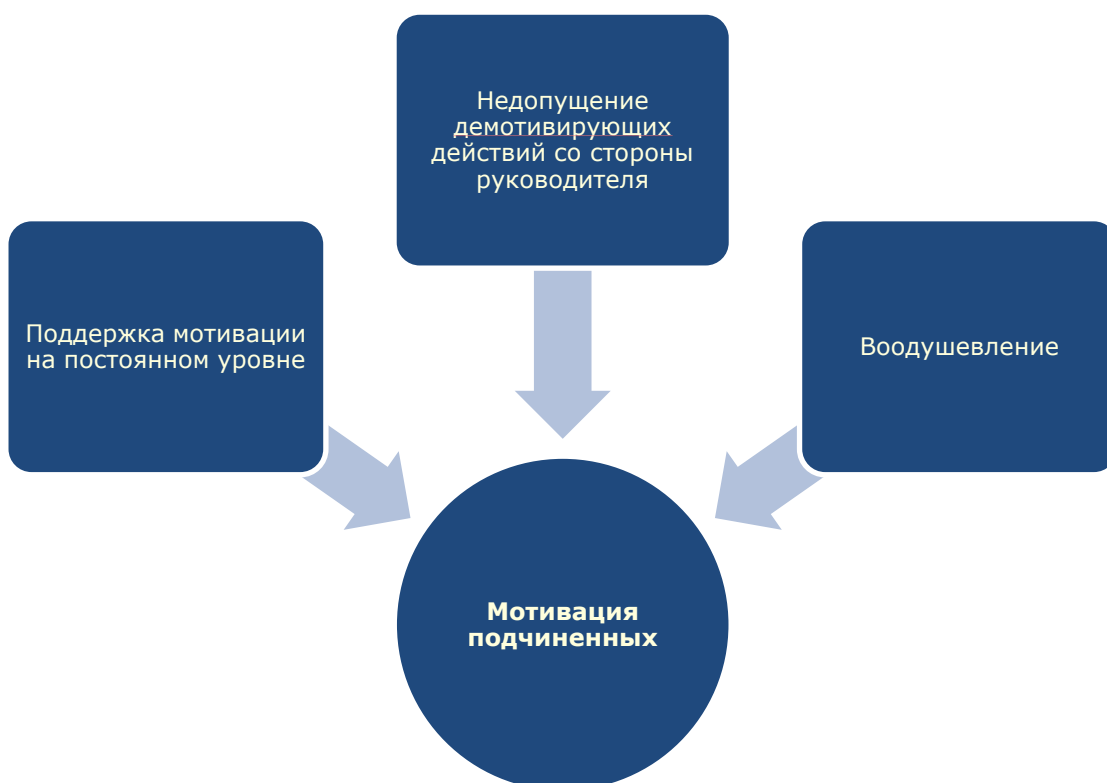 Недопущение
демотивирующих
действий со стороны
руководителя
Поддержка мотивации
на постоянном уровне
Воодушевление
Мотивация
подчиненных